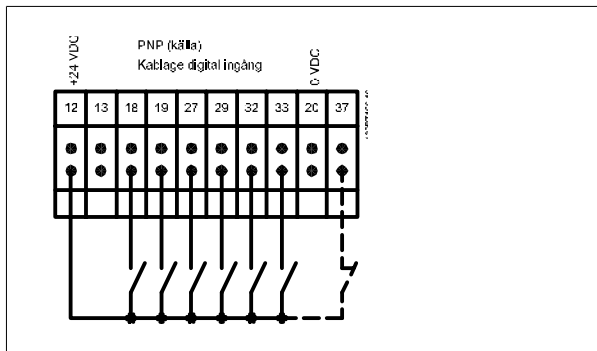 +24 VDC
PNP (källa)
Kablage digital ingång
0 VDC
12 13 18 19 27 29 32 33 20 37